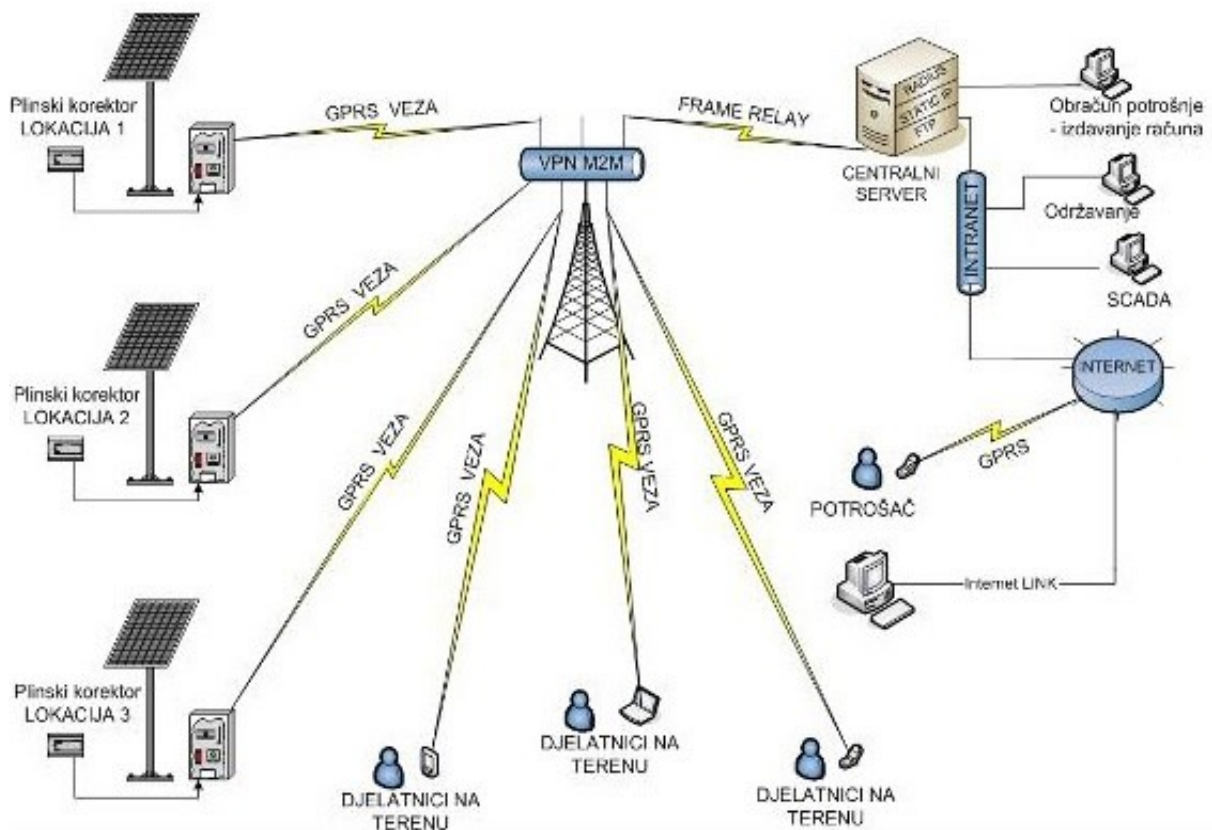 Plinski korektor
LOKACIJA 1
GPRS VEZA
FRAME RELAY
RADIUS
STATIC IP
FTP
CENTRALNI
SERVER
Obračun potrošnje
- izdavanje računa
VPN M2M
INTRANET
Održavanje
SCADA
Plinski korektor
LOKACIJA 2
GPRS VEZA
GPRS VEZA
GPRS VEZA
GPRS VEZA
GPRS VEZA
INTERNET
GPRS
POTROŠAČ
Internet LINK
Plinski korektor
LOKACIJA 3
DJELATNICI NA
TERENU
DJELATNICI NA
TERENU
DJELATNICI NA
TERENU